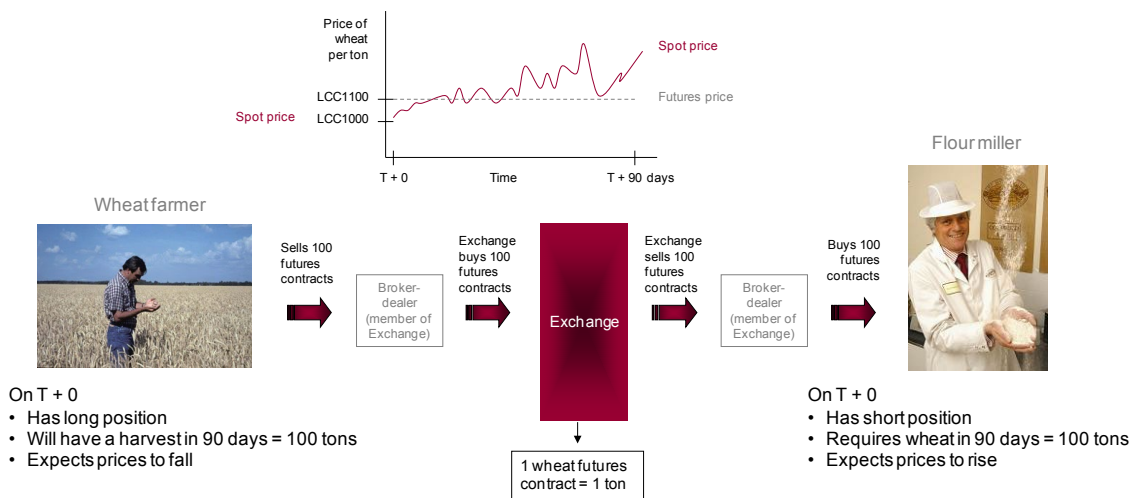 Price of
wheat
per ton
Spot price
LCC1100
Futures price
Spot price
LCC1000
T + 0
Time
T + 90 days
Wheat farmer
Flour miller
Sells 100
futures
contracts
Broker-
dealer
(member of
Exchange)
Exchange
buys 100
futures
contracts
Exchange
Exchange
sells 100
futures
contracts
Broker-
dealer
(member of
Exchange)
Buys 100
futures
contracts
On T + 0
• Has long position
• Will have a harvest in 90 days = 100 tons
• Expects prices to fall
On T + 0
• Has short position
• Requires wheat in 90 days = 100 tons
• Expects prices to rise
1 wheat futures
contract = 1 ton